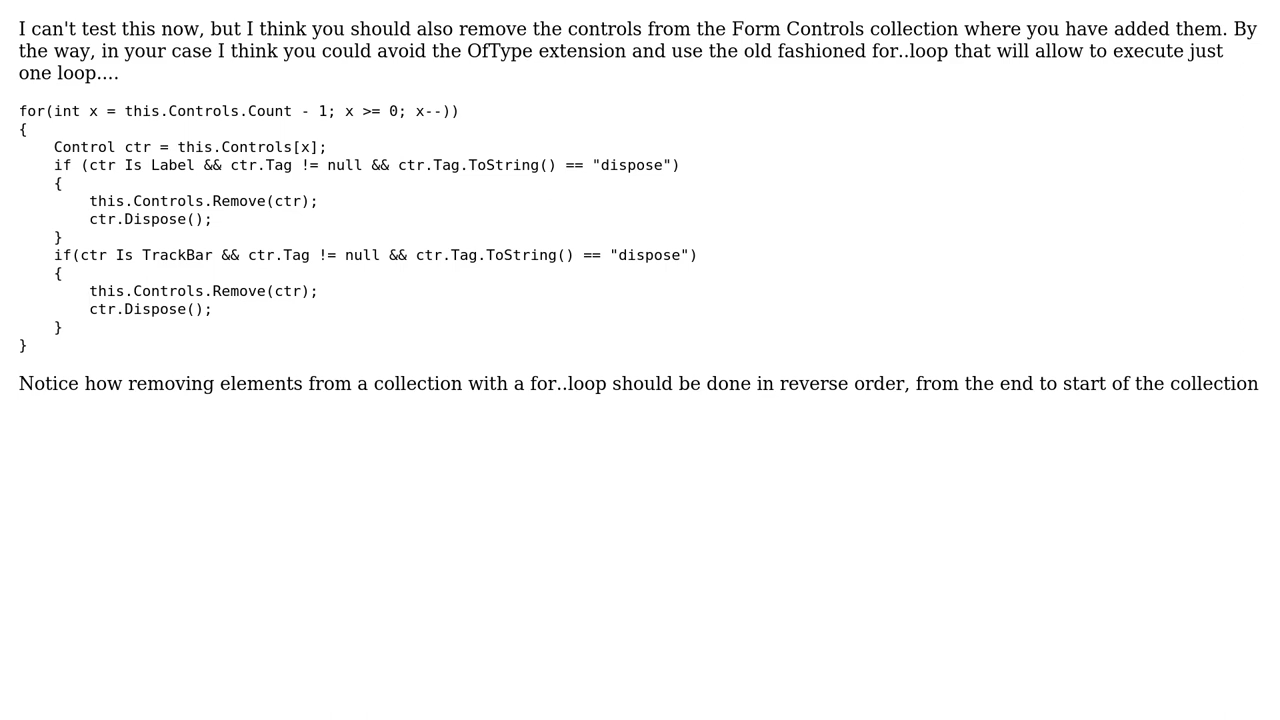 I can't test this now, but I think you should also remove the controls from the Form Controls collection where you have added them. By
the way, in your case I think you could avoid the OfType extension and use the old fashioned for..loop that will allow to execute just
one loop....
for(int x = this.Controls.Count - 1; x >= 0; x--))
{
    Control ctr = this.Controls[x];
    if (ctr Is Label && ctr.Tag != null && ctr.Tag.ToString() == "dispose")
    {
        this.Controls.Remove(ctr);
        ctr.Dispose();
    }
    if(ctr Is TrackBar && ctr.Tag != null && ctr.Tag.ToString() == "dispose")
    {
        this.Controls.Remove(ctr);
        ctr.Dispose();
    }
}
Notice how removing elements from a collection with a for..loop should be done in reverse order, from the end to start of the collection